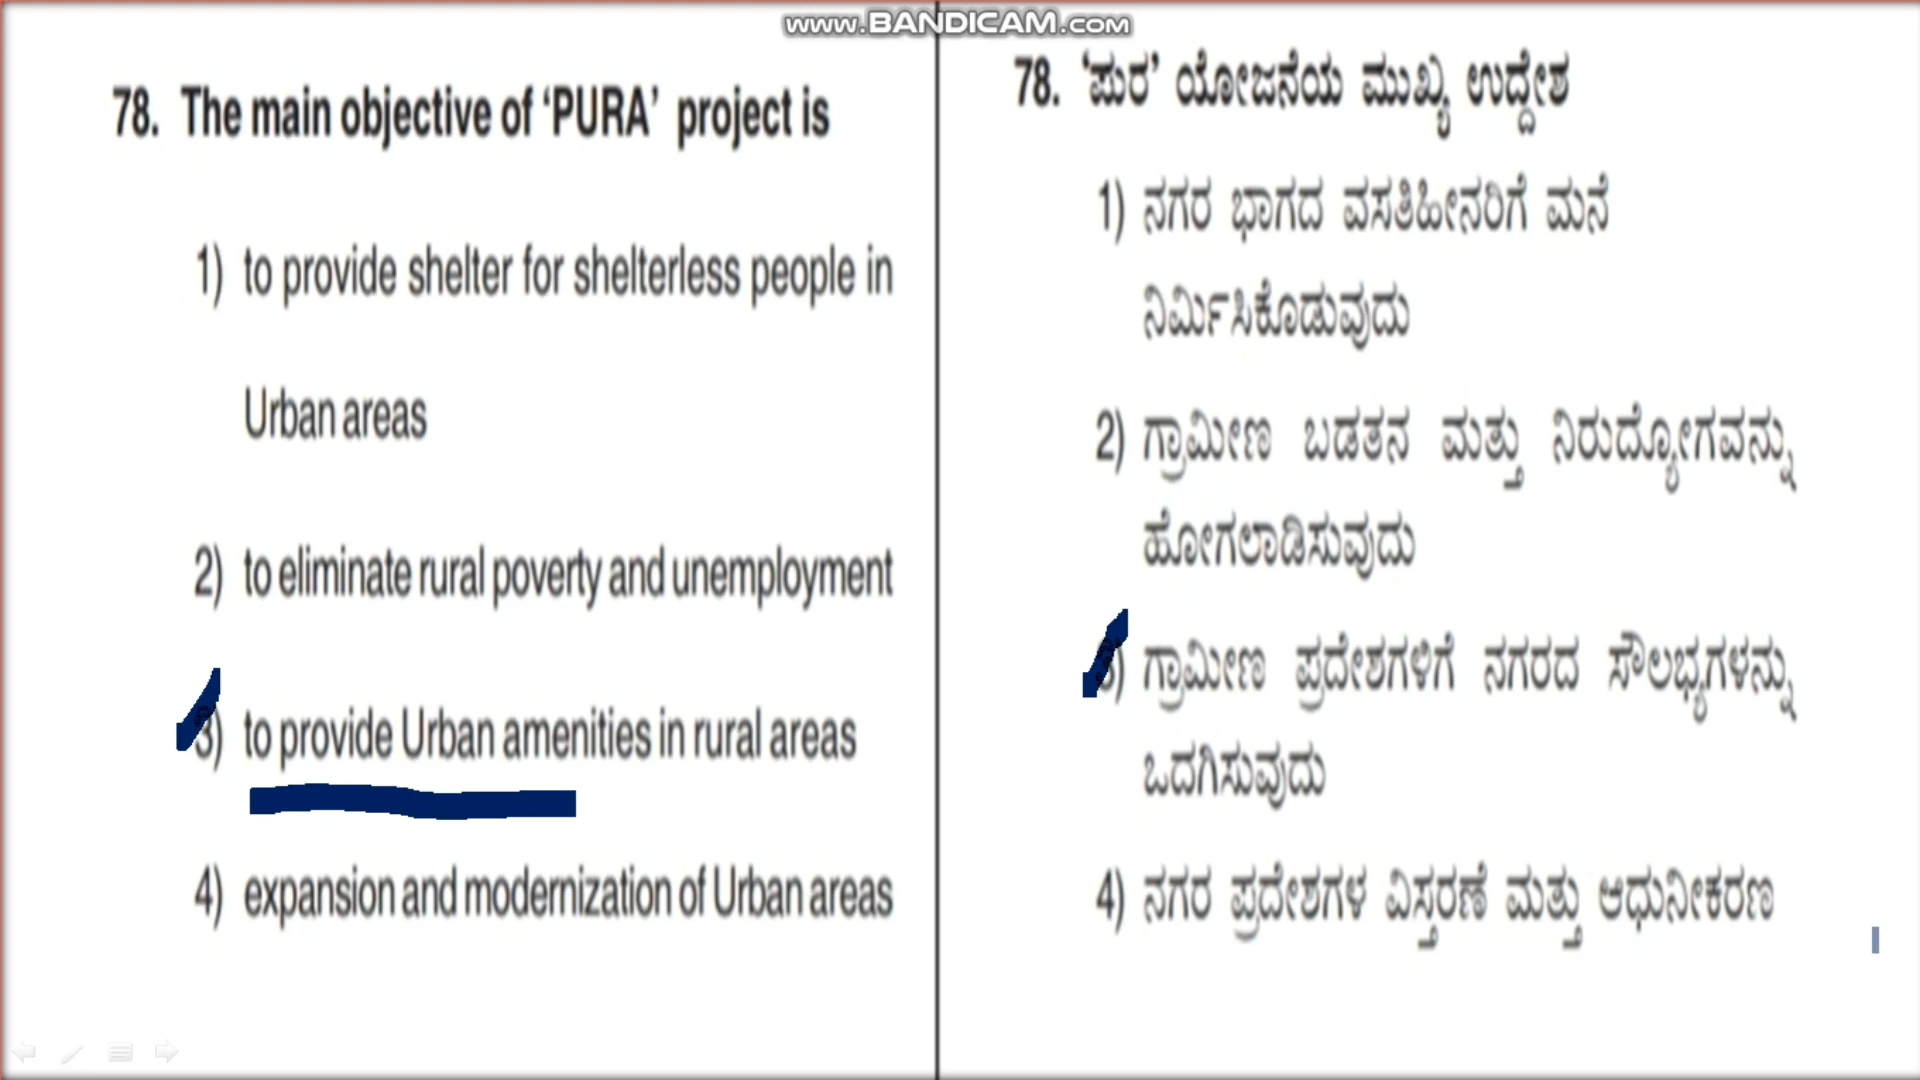 www.BANDICAM.com
78. The main objective of ‘PURA’ project is
1) to provide shelter for shelterless people in
Urban areas
2) to eliminate rural poverty and unemployment
3) to provide Urban amenities in rural areas
4) expansion and modernization of Urban areas
78. ‘ಪುರ’ ಯೋಜನೆಯ ಮುಖ್ಯ ಉದ್ದೇಶ
1) ನಗರ ಭಾಗದ ವಸತಿಹೀನರಿಗೆ ಮನೆ
ನಿರ್ಮಿಸಿಕೊಡುವುದು
2) ಗ್ರಾಮೀಣ ಬಡತನ ಮತ್ತು ನಿರುದ್ಯೋಗವನ್ನು
ಹೋಗಲಾಡಿಸುವುದು
3) ಗ್ರಾಮೀಣ ಪ್ರದೇಶಗಳಿಗೆ ನಗರದ ಸೌಲಭ್ಯಗಳನ್ನು
ಒದಗಿಸುವುದು
4) ನಗರ ಪ್ರದೇಶಗಳ ವಿಸ್ತರಣೆ ಮತ್ತು ಆಧುನೀಕರಣ